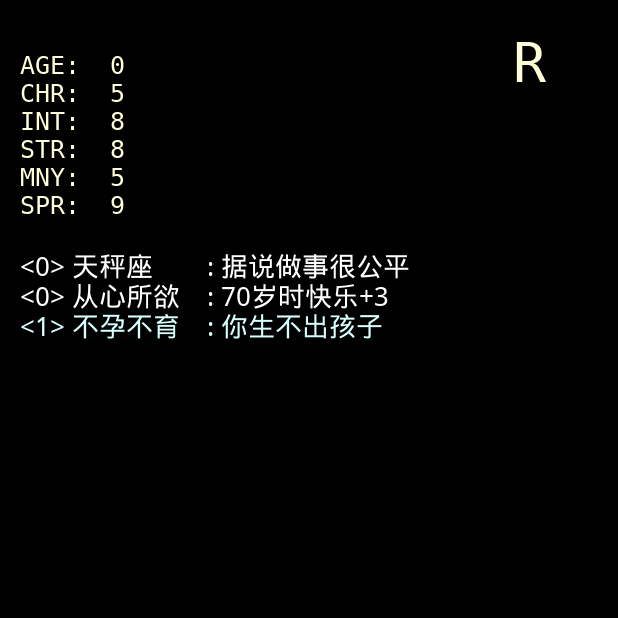 R
AGE: 0
CHR: 5
INT: 8
STR: 8
MNY: 5
SPR: 9
<0> 天秤座 : 据说做事很公平
<0> 从心所欲 : 70岁时快乐+3
<1> 不孕不育 : 你生不出孩子